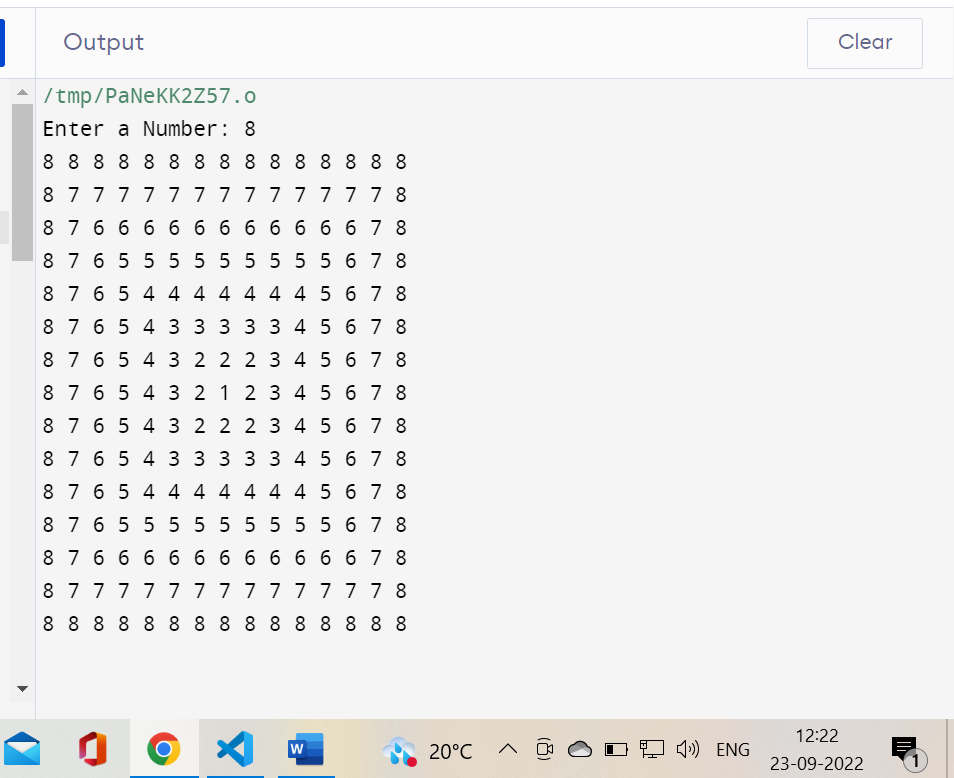 Output
Clear
/tmp/PaNeKK2Z57.o
Enter a Number: 8
8 8 8 8 8 8 8 8 8 8 8 8 8 8 8
8 7 7 7 7 7 7 7 7 7 7 7 7 7 8
8 7 6 6 6 6 6 6 6 6 6 6 6 7 8
8 7 6 5 5 5 5 5 5 5 5 5 6 7 8
8 7 6 5 4 4 4 4 4 4 4 5 6 7 8
8 7 6 5 4 3 3 3 3 3 4 5 6 7 8
8 7 6 5 4 3 2 2 2 3 4 5 6 7 8
8 7 6 5 4 3 2 1 2 3 4 5 6 7 8
8 7 6 5 4 3 2 2 2 3 4 5 6 7 8
8 7 6 5 4 3 3 3 3 3 4 5 6 7 8
8 7 6 5 4 4 4 4 4 4 4 5 6 7 8
8 7 6 5 5 5 5 5 5 5 5 5 6 7 8
8 7 6 6 6 6 6 6 6 6 6 6 6 7 8
8 7 7 7 7 7 7 7 7 7 7 7 7 7 8
8 8 8 8 8 8 8 8 8 8 8 8 8 8 8
W
20°C
ENG
12:22
23-09-2022
1